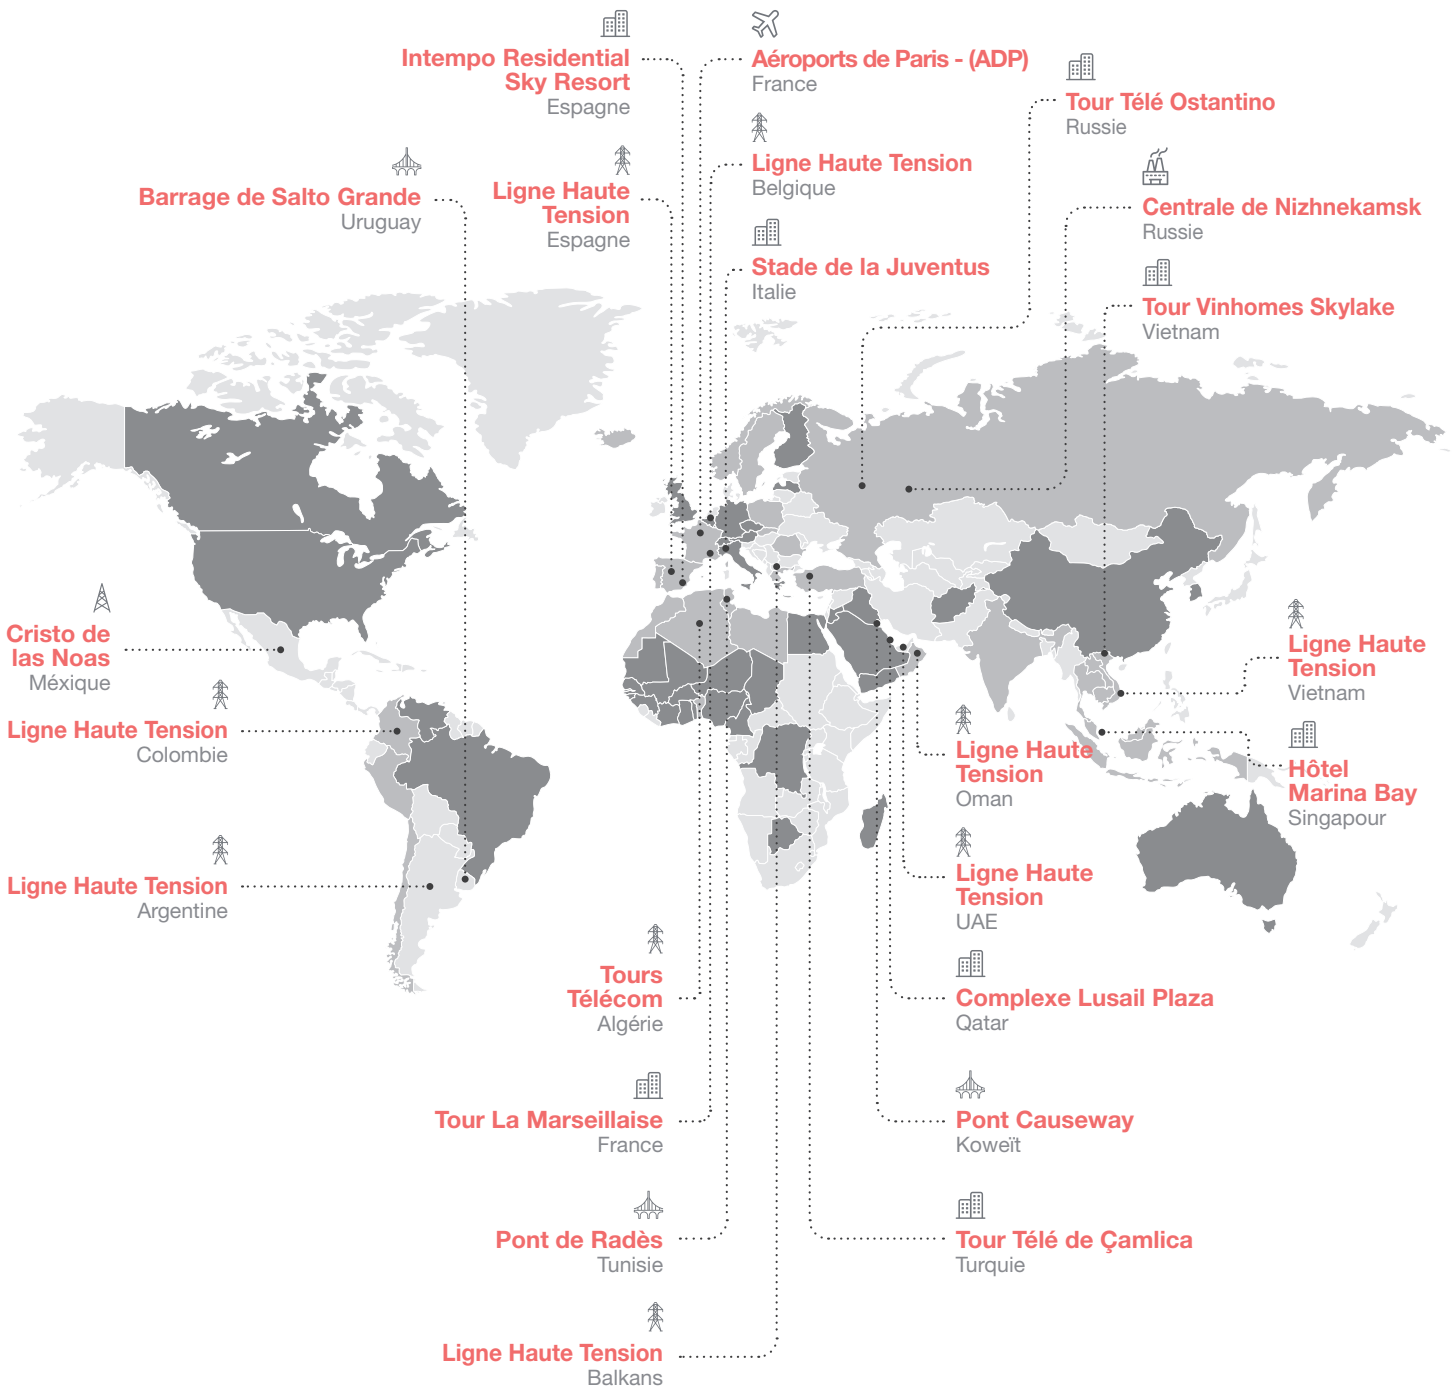 Intempo Residential
Sky Resort
Espagne
Aéroports de Paris - (ADP)
France
Tour Télé Ostantino
Russie
Barrage de Salto Grande
Uruguay
Ligne Haute
Tension
Espagne
Ligne Haute Tension
Belgique
Centrale de Nizhnekamsk
Russie
Stade de la Juventus
Italie
Tour Vinhomes Skylake
Vietnam
Cristo de
las Noas
Méxique
Ligne Haute
Tension
Vietnam
Ligne Haute Tension
Colombie
Ligne Haute
Tension
Oman
Hôtel
Marina Bay
Singapour
Ligne Haute Tension
Argentine
Ligne Haute
Tension
UAE
Tours
Télécom
Algérie
Complexe Lusail Plaza
Qatar
Tour La Marseillaise
France
Pont Causeway
Koweït
Pont de Radès
Tunisie
Tour Télé de Çamlica
Turquie
Ligne Haute Tension
Balkans